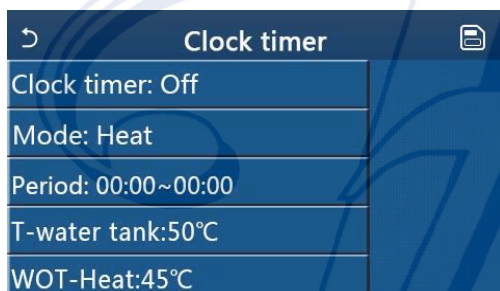 Clock timer
Clock timer: Off
Mode: Heat
Period: 00:00~00:00
T-water tank:50℃
WOT-Heat:45℃